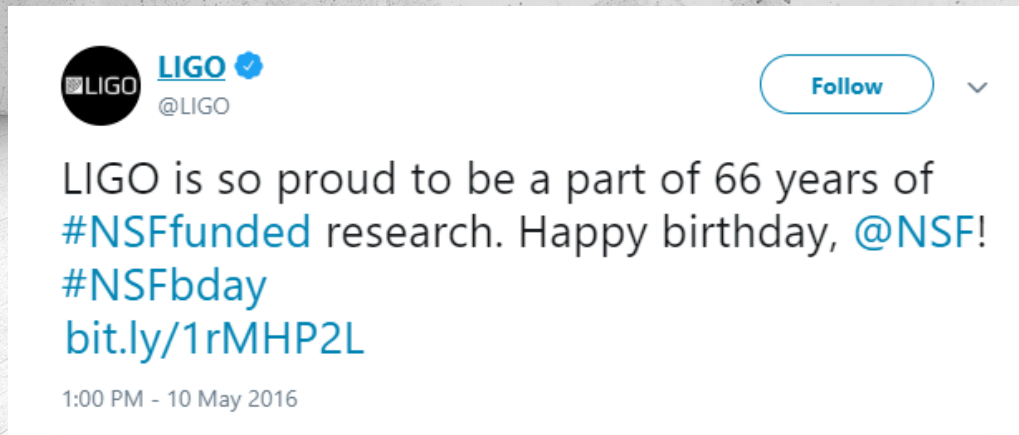 LIGO
LIGO
@LIGO
Follow
LIGO is so proud to be a part of 66 years of
#NSFfunded research. Happy birthday, @NSF!
#NSFbday
bit.ly/1rMHP2L
1:00 PM - 10 May 2016